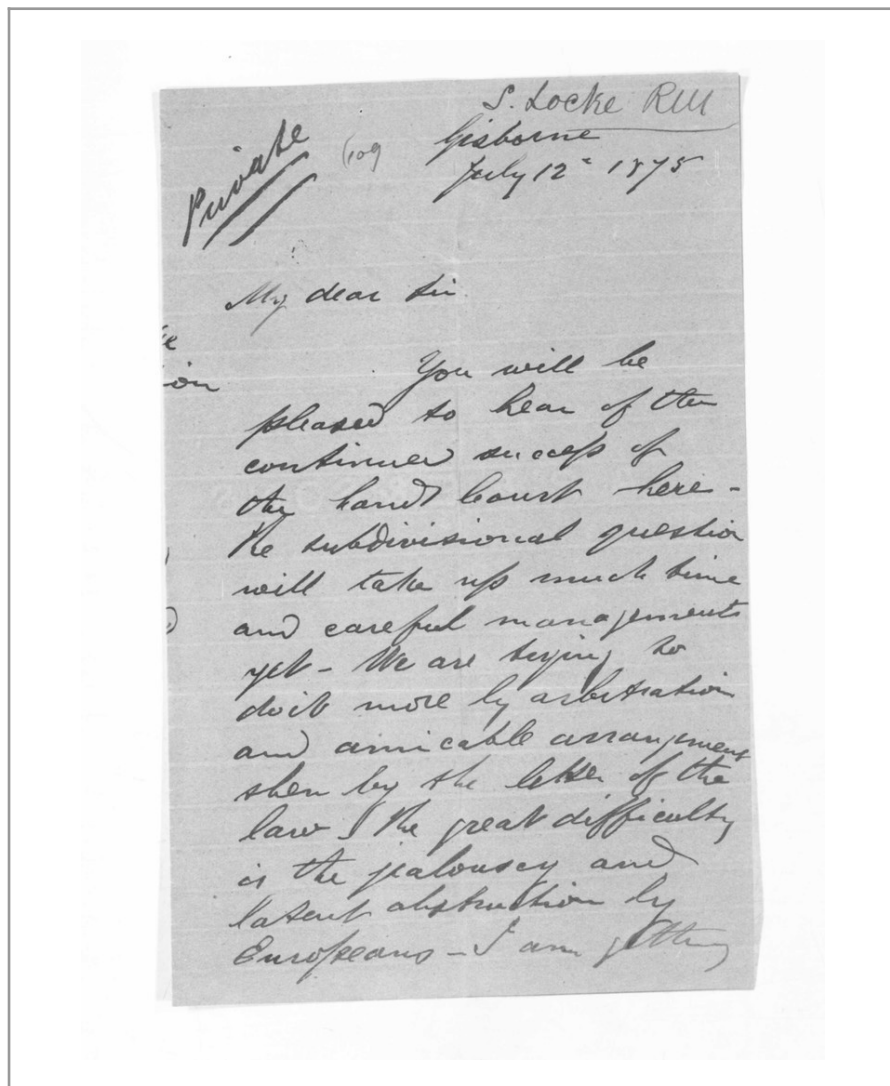 S. Locke RM
Private
(109
Gisborne
July 12th 1875
My dear Sir
ion
You will be
pleased to hear of the
continued success of
the Land Court here -
the subdivisional question
will take up much time
and careful management
yet - We are trying to
do it more by arbitration
and amicable arrangement
then by the letter of the
law. The great difficulty
is the jealousey and
latent obstruction by
Europeans - I am getting